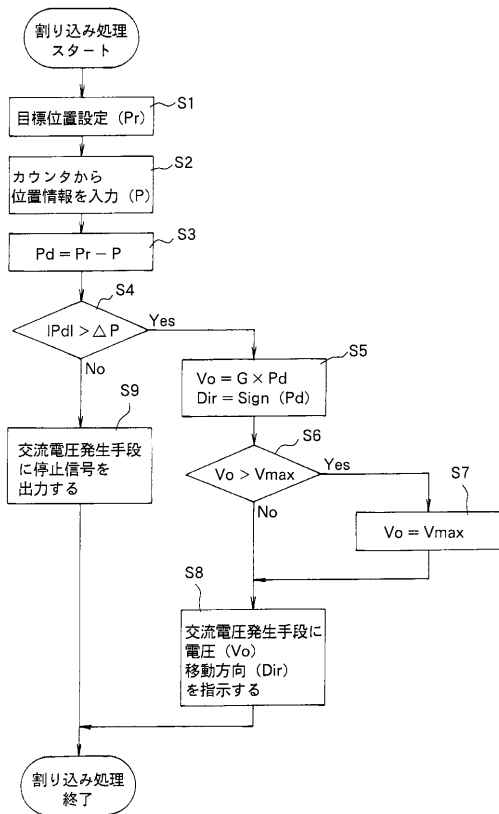 割り込み処理
スタート
S1
目標位置設定（Pr）
S2
カウンタから
位置情報を入力（P）
S3
Pd = Pr − P
S4
|Pd| > △P
Yes
No
S5
Vo = G × Pd
Dir = Sign（Pd）
S9
交流電圧発生手段
に停止信号を
出力する
S6
Vo > Vmax
Yes
No
S7
Vo = Vmax
S8
交流電圧発生手段に
電圧（Vo）
移動方向（Dir）
を指示する
割り込み処理
終了